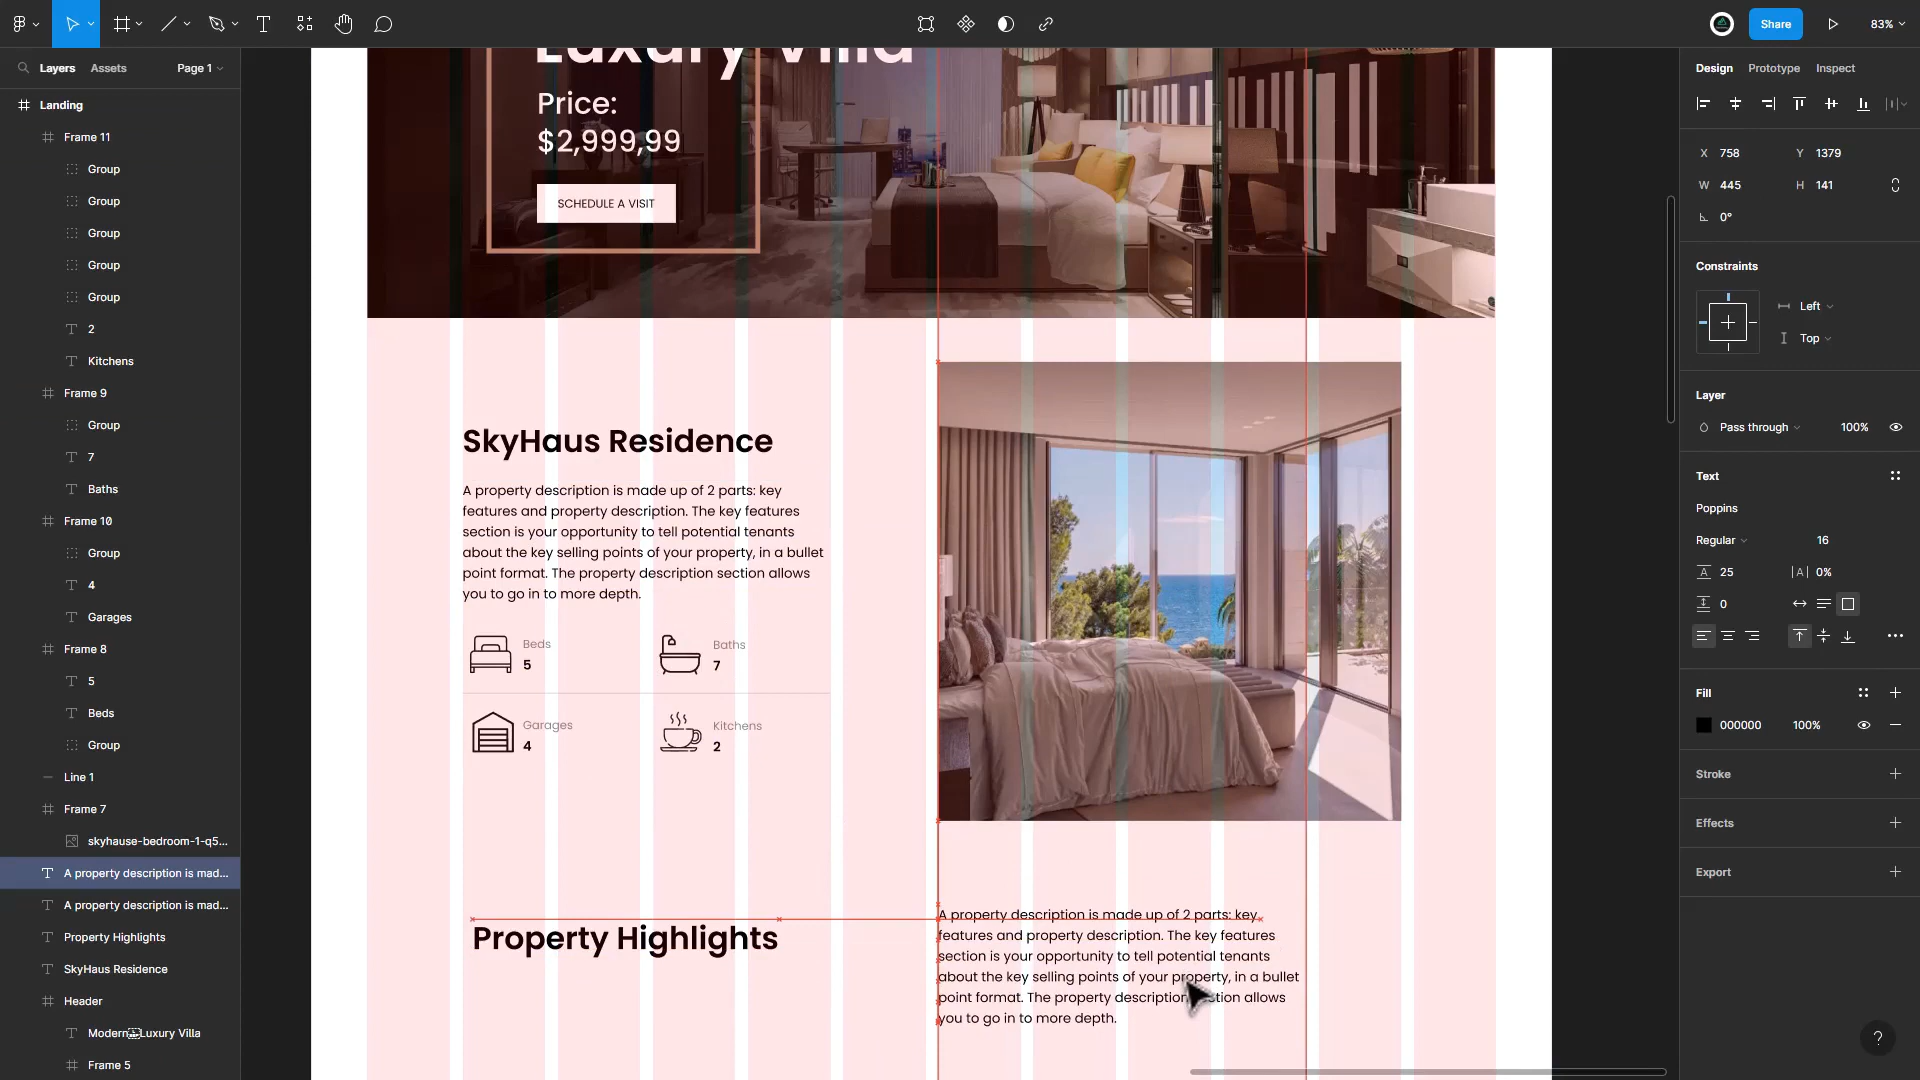 Share
83%
Layers
Assets
Page 1
Landing
Frame 11
Group
Group
Group
Group
Group
2
Kitchens
Frame 9
Group
7
Baths
Frame 10
Group
4
Garages
Frame 8
5
Beds
Group
Line 1
Frame 7
skyhause-bedroom-1-q5...
A property description is mad...
A property description is mad...
Property Highlights
SkyHaus Residence
Header
Modern Luxury Villa
Frame 5
Luxury Villa
Price:
$2,999,99
SCHEDULE A VISIT
SkyHaus Residence
A property description is made up of 2 parts: key
features and property description. The key features
section is your opportunity to tell potential tenants
about the key selling points of your property, in a bullet
point format. The property description section allows
you to go in to more depth.
Beds
5
Baths
7
Garages
4
Kitchens
2
Property Highlights
A property description is made up of 2 parts: key
features and property description. The key features
section is your opportunity to tell potential tenants
about the key selling points of your property, in a bullet
point format. The property description section allows
you to go in to more depth.
Design
Prototype
Inspect
X 758
Y 1379
W 445
H 141
0°
Constraints
Left
Top
Layer
Pass through
100%
Text
Poppins
Regular
16
25
0%
0
Fill
000000
100%
Stroke
Effects
Export
?